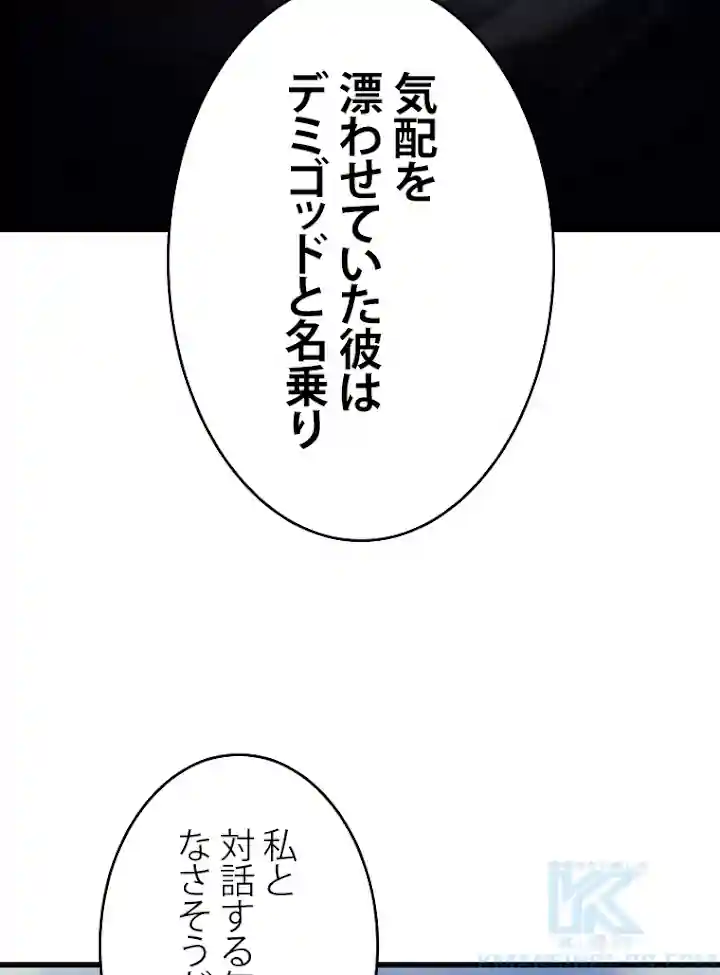 気配を
漂わせていた彼は
デミゴッドと名乗り
私と
対話する
なさそう